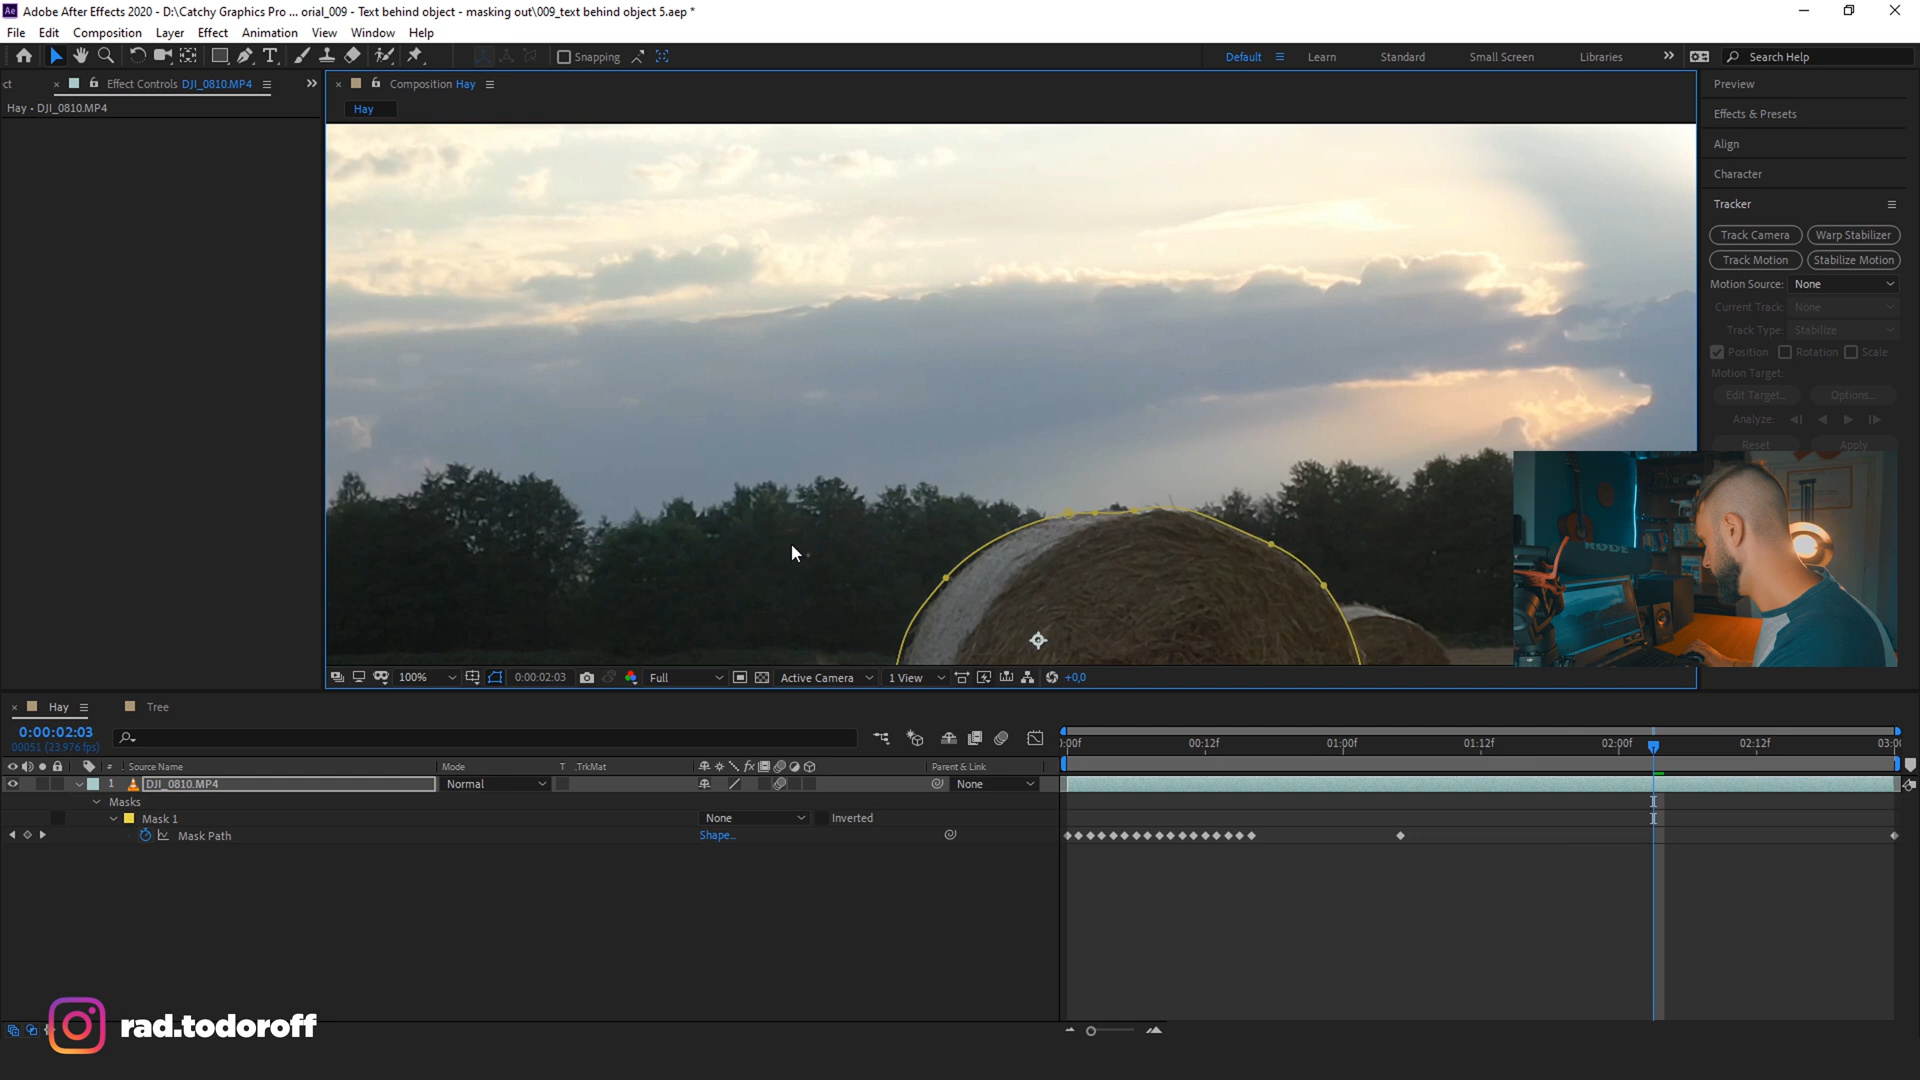 Ae Adobe After Effects 2020 - D:\Catchy Graphics Pro ... orial_009 - Text behind object - masking out\009_text behind object 5.aep *
File Edit Composition Layer Effect Animation View Window Help
Snapping Default Learn Standard Small Screen Libraries Search Help
ct Effect Controls DJI_0810.MP4
Hay • DJI_0810.MP4
Composition Hay
Hay
Preview
Effects & Presets
Align
Character
Tracker
Track Camera Warp Stabilizer
Track Motion Stabilize Motion
Motion Source: None
Current Track: None
Track Type: Stabilize
Position Rotation Scale
Motion Target:
Edit Target... Options...
Analyze:
Reset Apply
RØDE
100% 0:00:02:03 Full Active Camera 1 View +0,0
Hay Tree
0:00:02:03
00051 (23.976 fps)
):00f 00:12f 01:00f 01:12f 02:00f 02:12f 03:00
# Source Name Mode T .TrkMat fx Parent & Link
1 DJI_0810.MP4 Normal None
Masks
Mask 1 None Inverted
Mask Path Shape...
rad.todoroff